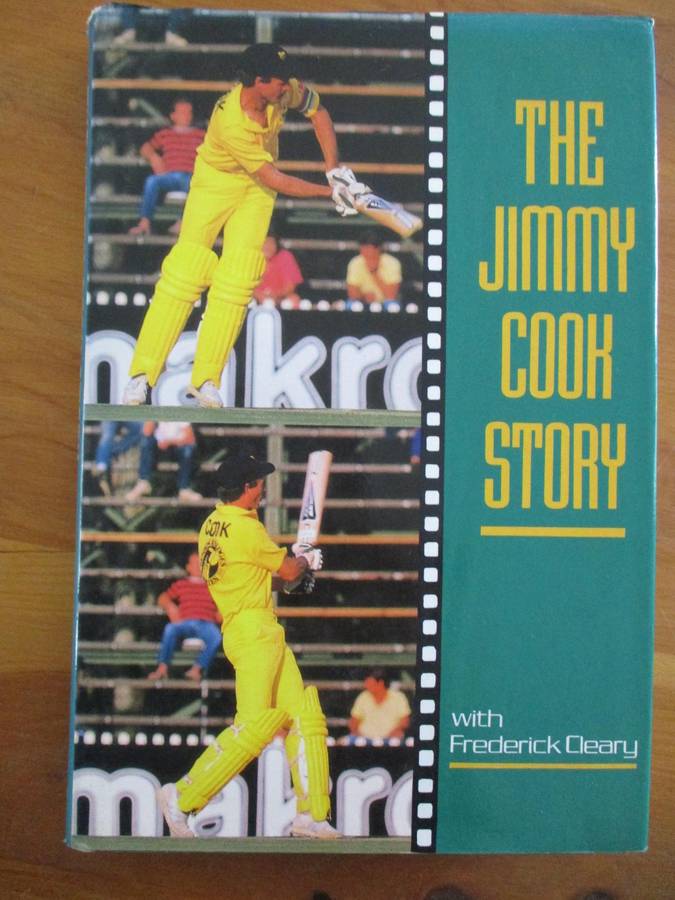 THE
JIMMY
COOK
STORY
with
Frederick Cleary
makro
COOK
makro